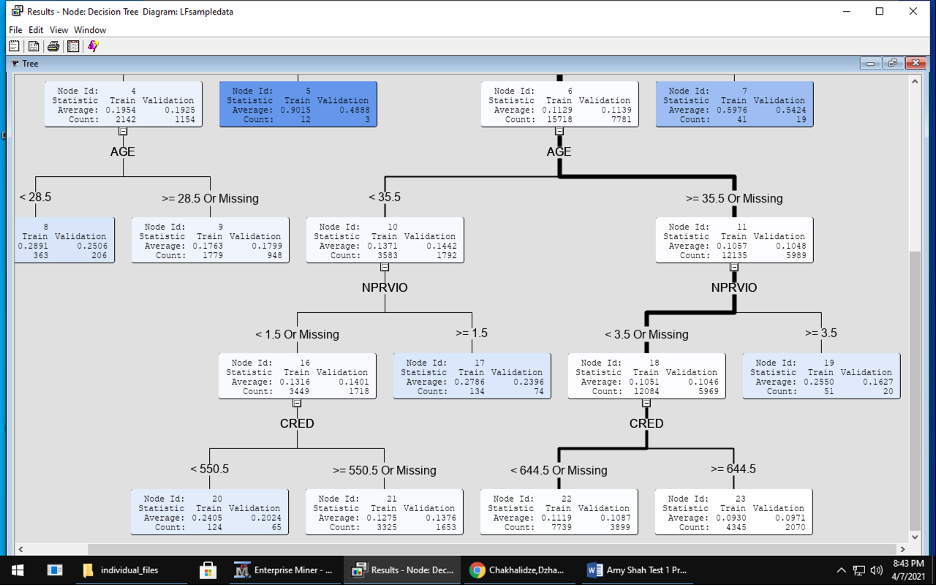 Results - Node: Decision Tree Diagram: LFsampledata
File Edit View Window
Tree
Node Id: 4
Statistic Train Validation
Average: 0.1954 0.1925
Count: 2142 1154
Node Id: 5
Statistic Train Validation
Average: 0.9015 0.4888
Count: 12 3
Node Id: 6
Statistic Train Validation
Average: 0.1129 0.1139
Count: 15718 7781
Node Id: 7
Statistic Train Validation
Average: 0.5976 0.5424
Count: 41 19
AGE
AGE
< 28.5
>= 28.5 Or Missing
< 35.5
>= 35.5 Or Missing
8
Train Validation
0.2891 0.2506
363 206
Node Id: 9
Statistic Train Validation
Average: 0.1763 0.1799
Count: 1779 948
Node Id: 10
Statistic Train Validation
Average: 0.1371 0.1442
Count: 3583 1792
Node Id: 11
Statistic Train Validation
Average: 0.1057 0.1048
Count: 12135 5989
NPRVIO
NPRVIO
< 1.5 Or Missing
>= 1.5
< 3.5 Or Missing
>= 3.5
Node Id: 16
Statistic Train Validation
Average: 0.1316 0.1401
Count: 3449 1718
Node Id: 17
Statistic Train Validation
Average: 0.2786 0.2396
Count: 134 74
Node Id: 18
Statistic Train Validation
Average: 0.1051 0.1046
Count: 12084 5969
Node Id: 19
Statistic Train Validation
Average: 0.2550 0.1627
Count: 51 20
CRED
CRED
< 550.5
>= 550.5 Or Missing
< 644.5 Or Missing
>= 644.5
Node Id: 20
Statistic Train Validation
Average: 0.2405 0.2024
Count: 124 65
Node Id: 21
Statistic Train Validation
Average: 0.1275 0.1376
Count: 3325 1653
Node Id: 22
Statistic Train Validation
Average: 0.1119 0.1087
Count: 7739 3899
Node Id: 23
Statistic Train Validation
Average: 0.0930 0.0971
Count: 4345 2070
individual_files
Enterprise Miner - ...
Results - Node: Dec...
Chakhalidze,Dzha...
Amy Shah Test 1 Pr...
8:43 PM
4/7/2021